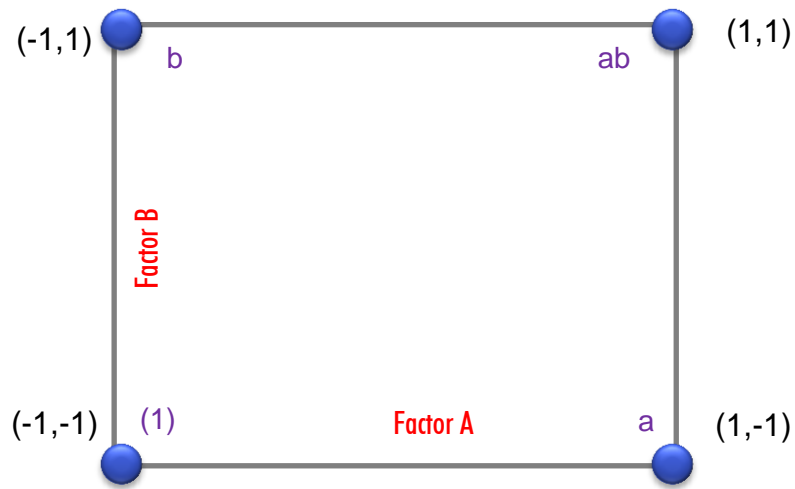 (-1,1)
(1,1)
b
ab
Factor B
(-1,-1)
(1)
Factor A
a
(1,-1)